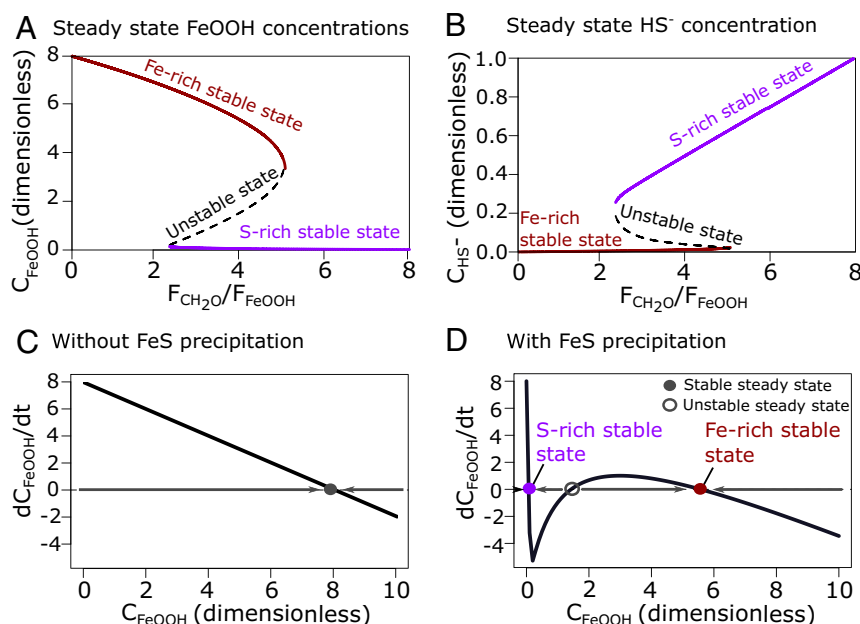 A Steady state FeOOH concentrations
C_FeOOH (dimensionless)
8
6
4
2
0
Fe-rich stable state
Unstable state
S-rich stable state
0 2 4 6 8
F_CH₂O/F_FeOOH
B Steady state HS⁻ concentration
C_HS⁻ (dimensionless)
1.0
0.8
0.6
0.4
0.2
0.0
S-rich stable state
Unstable state
Fe-rich
stable state
0 2 4 6 8
F_CH₂O/F_FeOOH
C Without FeS precipitation
dC_FeOOH/dt
8
6
4
2
0
-2
-4
0 2 4 6 8 10
C_FeOOH (dimensionless)
D With FeS precipitation
dC_FeOOH/dt
8
6
4
2
0
-2
-4
Stable steady state
Unstable steady state
S-rich stable
state
Fe-rich stable
state
0 2 4 6 8 10
C_FeOOH (dimensionless)